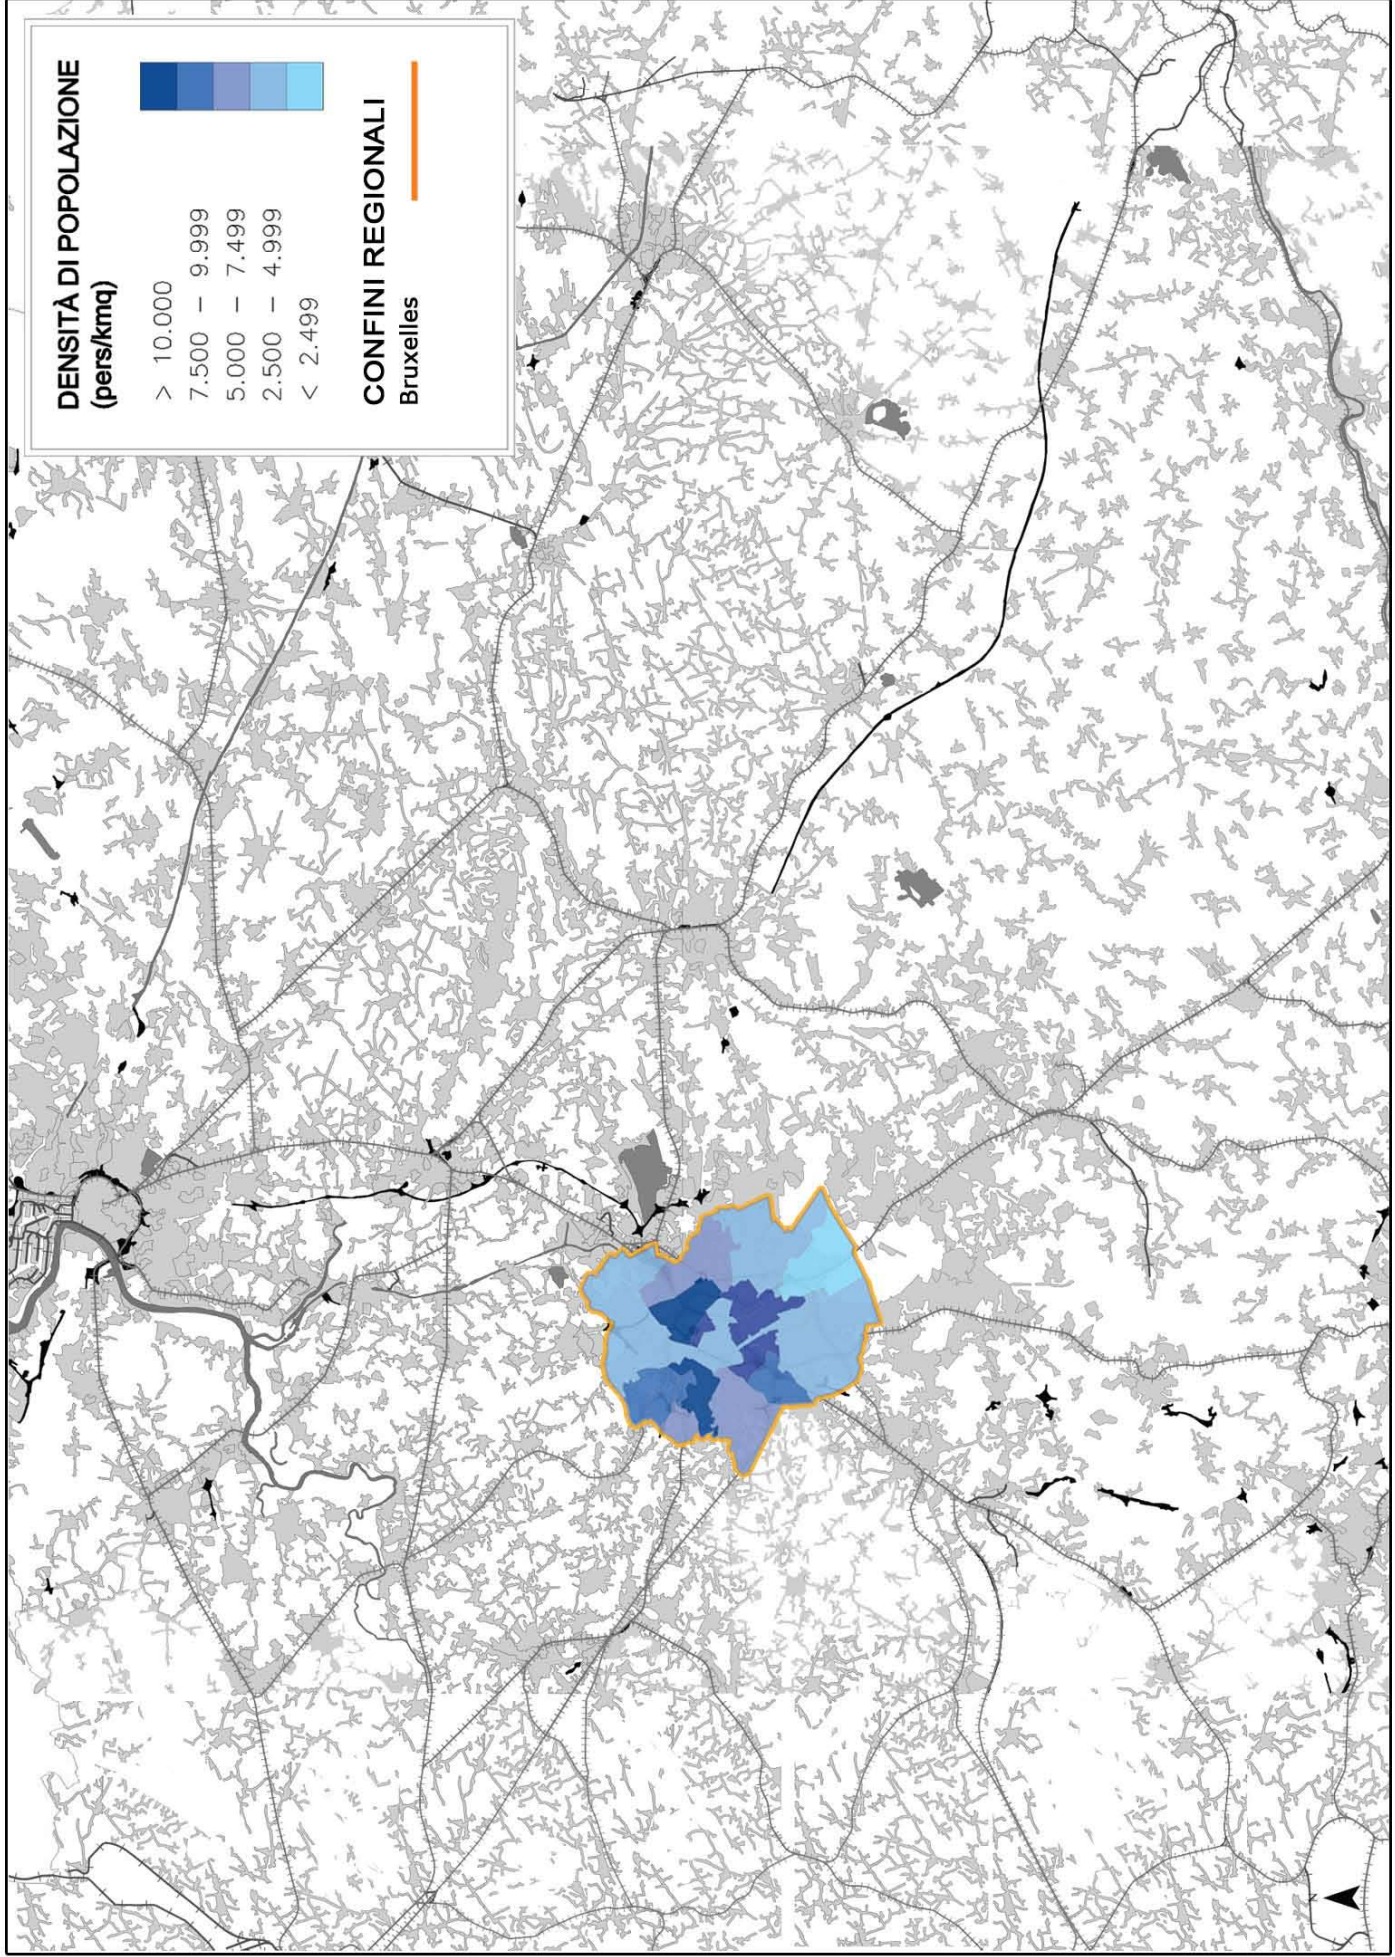 DENSITÀ DI POPOLAZIONE
(pers/kmq)
> 10.000
7.500 – 9.999
5.000 – 7.499
2.500 – 4.999
< 2.499
CONFINI REGIONALI
Bruxelles
N